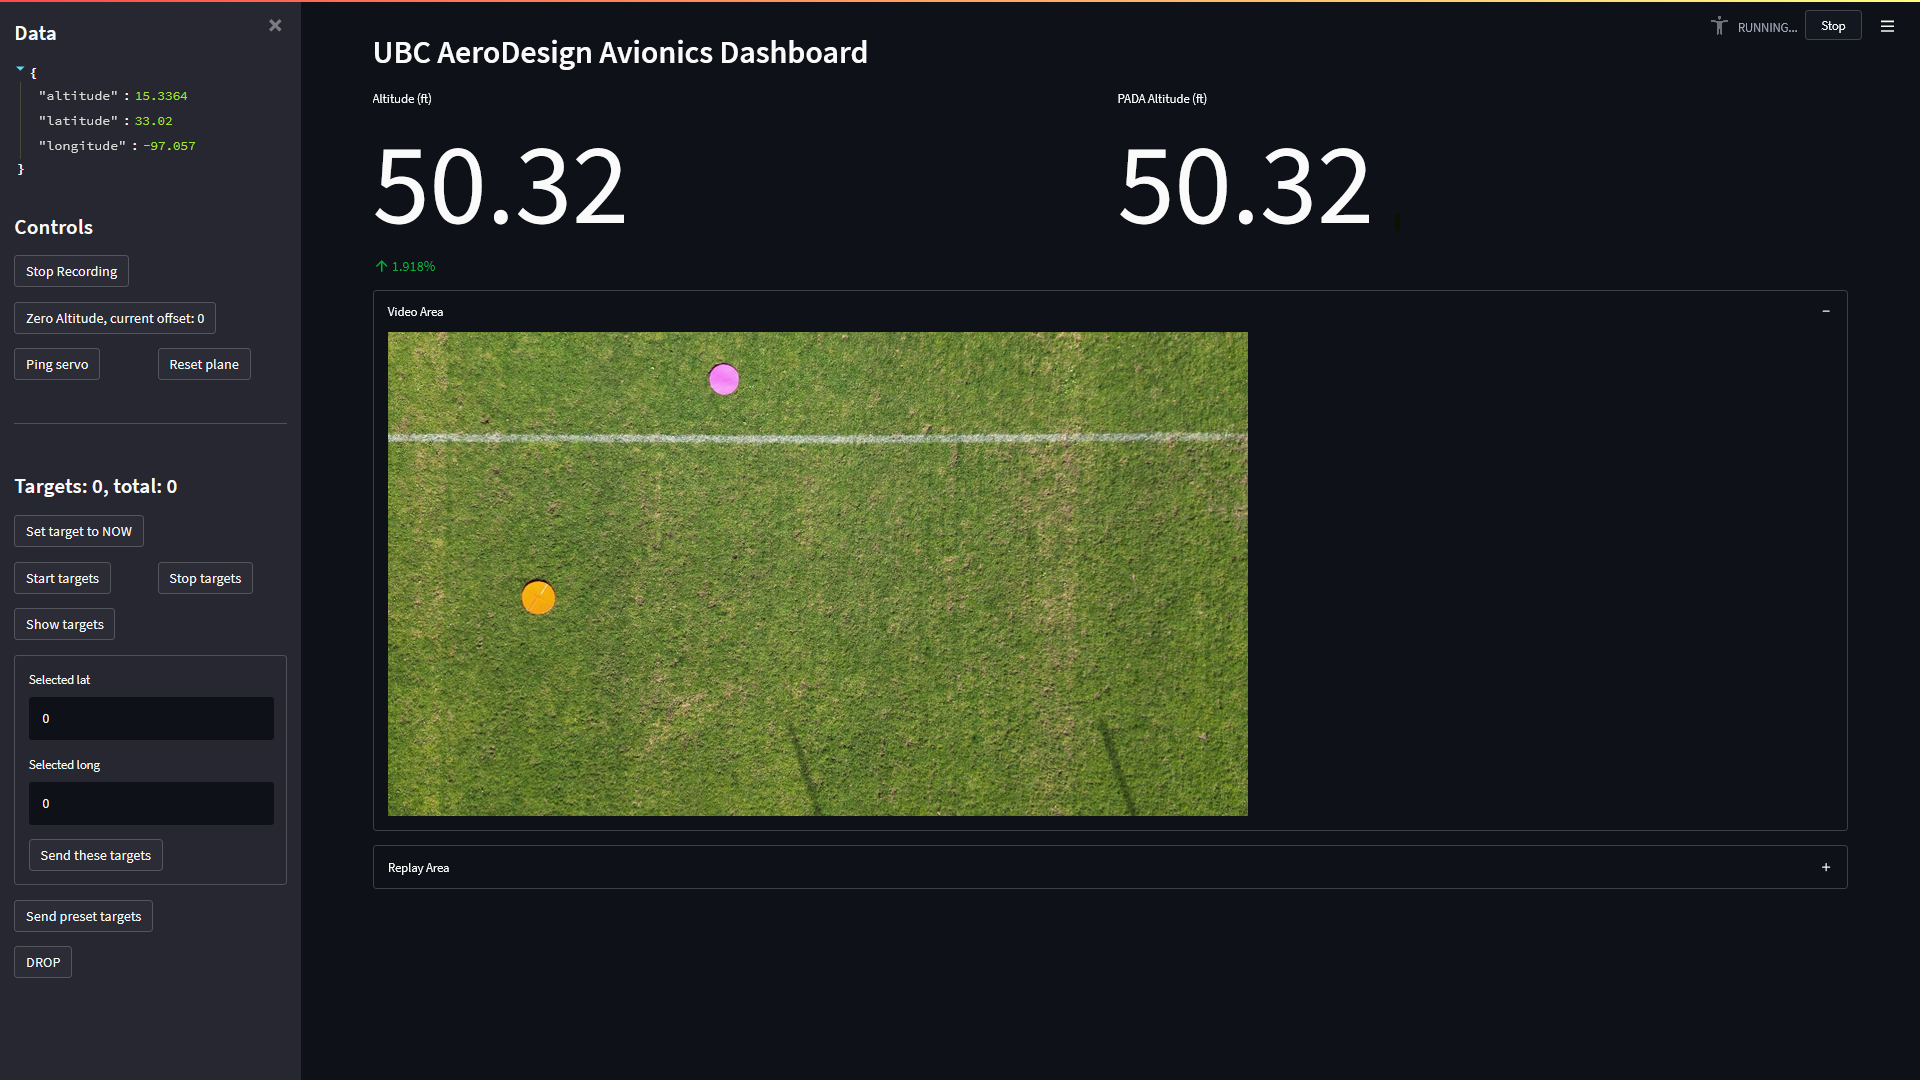 Data
{
"altitude" : 15.3364
"latitude" : 33.02
"longitude" : -97.057
}
Controls
Stop Recording
Zero Altitude, current offset: 0
Ping servo
Reset plane
Targets: 0, total: 0
Set target to NOW
Start targets
Stop targets
Show targets
Selected lat
0
Selected long
0
Send these targets
Send preset targets
DROP
RUNNING...
Stop
UBC AeroDesign Avionics Dashboard
Altitude (ft)
50.32
1.918%
PADA Altitude (ft)
50.32
Video Area
Replay Area